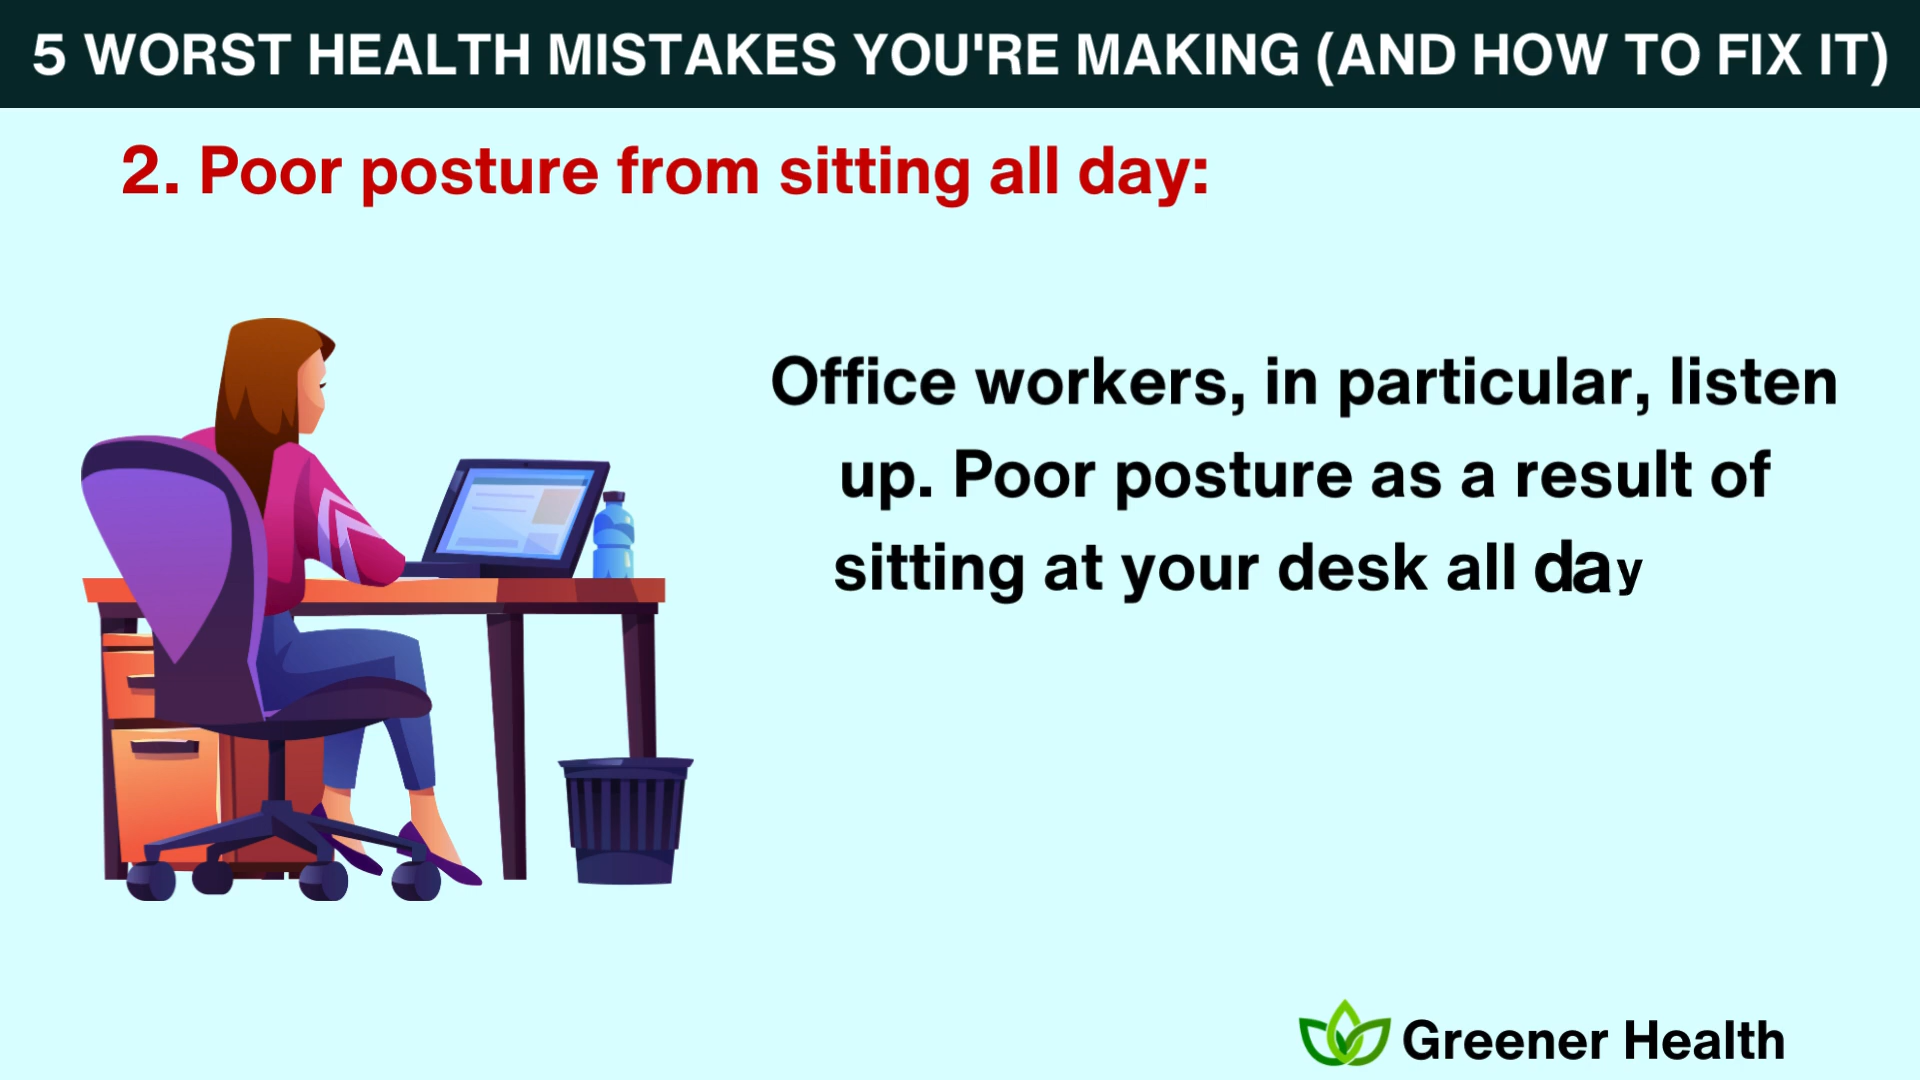 5 WORST HEALTH MISTAKES YOU'RE MAKING (AND HOW TO FIX IT)
2. Poor posture from sitting all day:
Office workers, in particular, listen
up. Poor posture as a result of
sitting at your desk all day
Greener Health